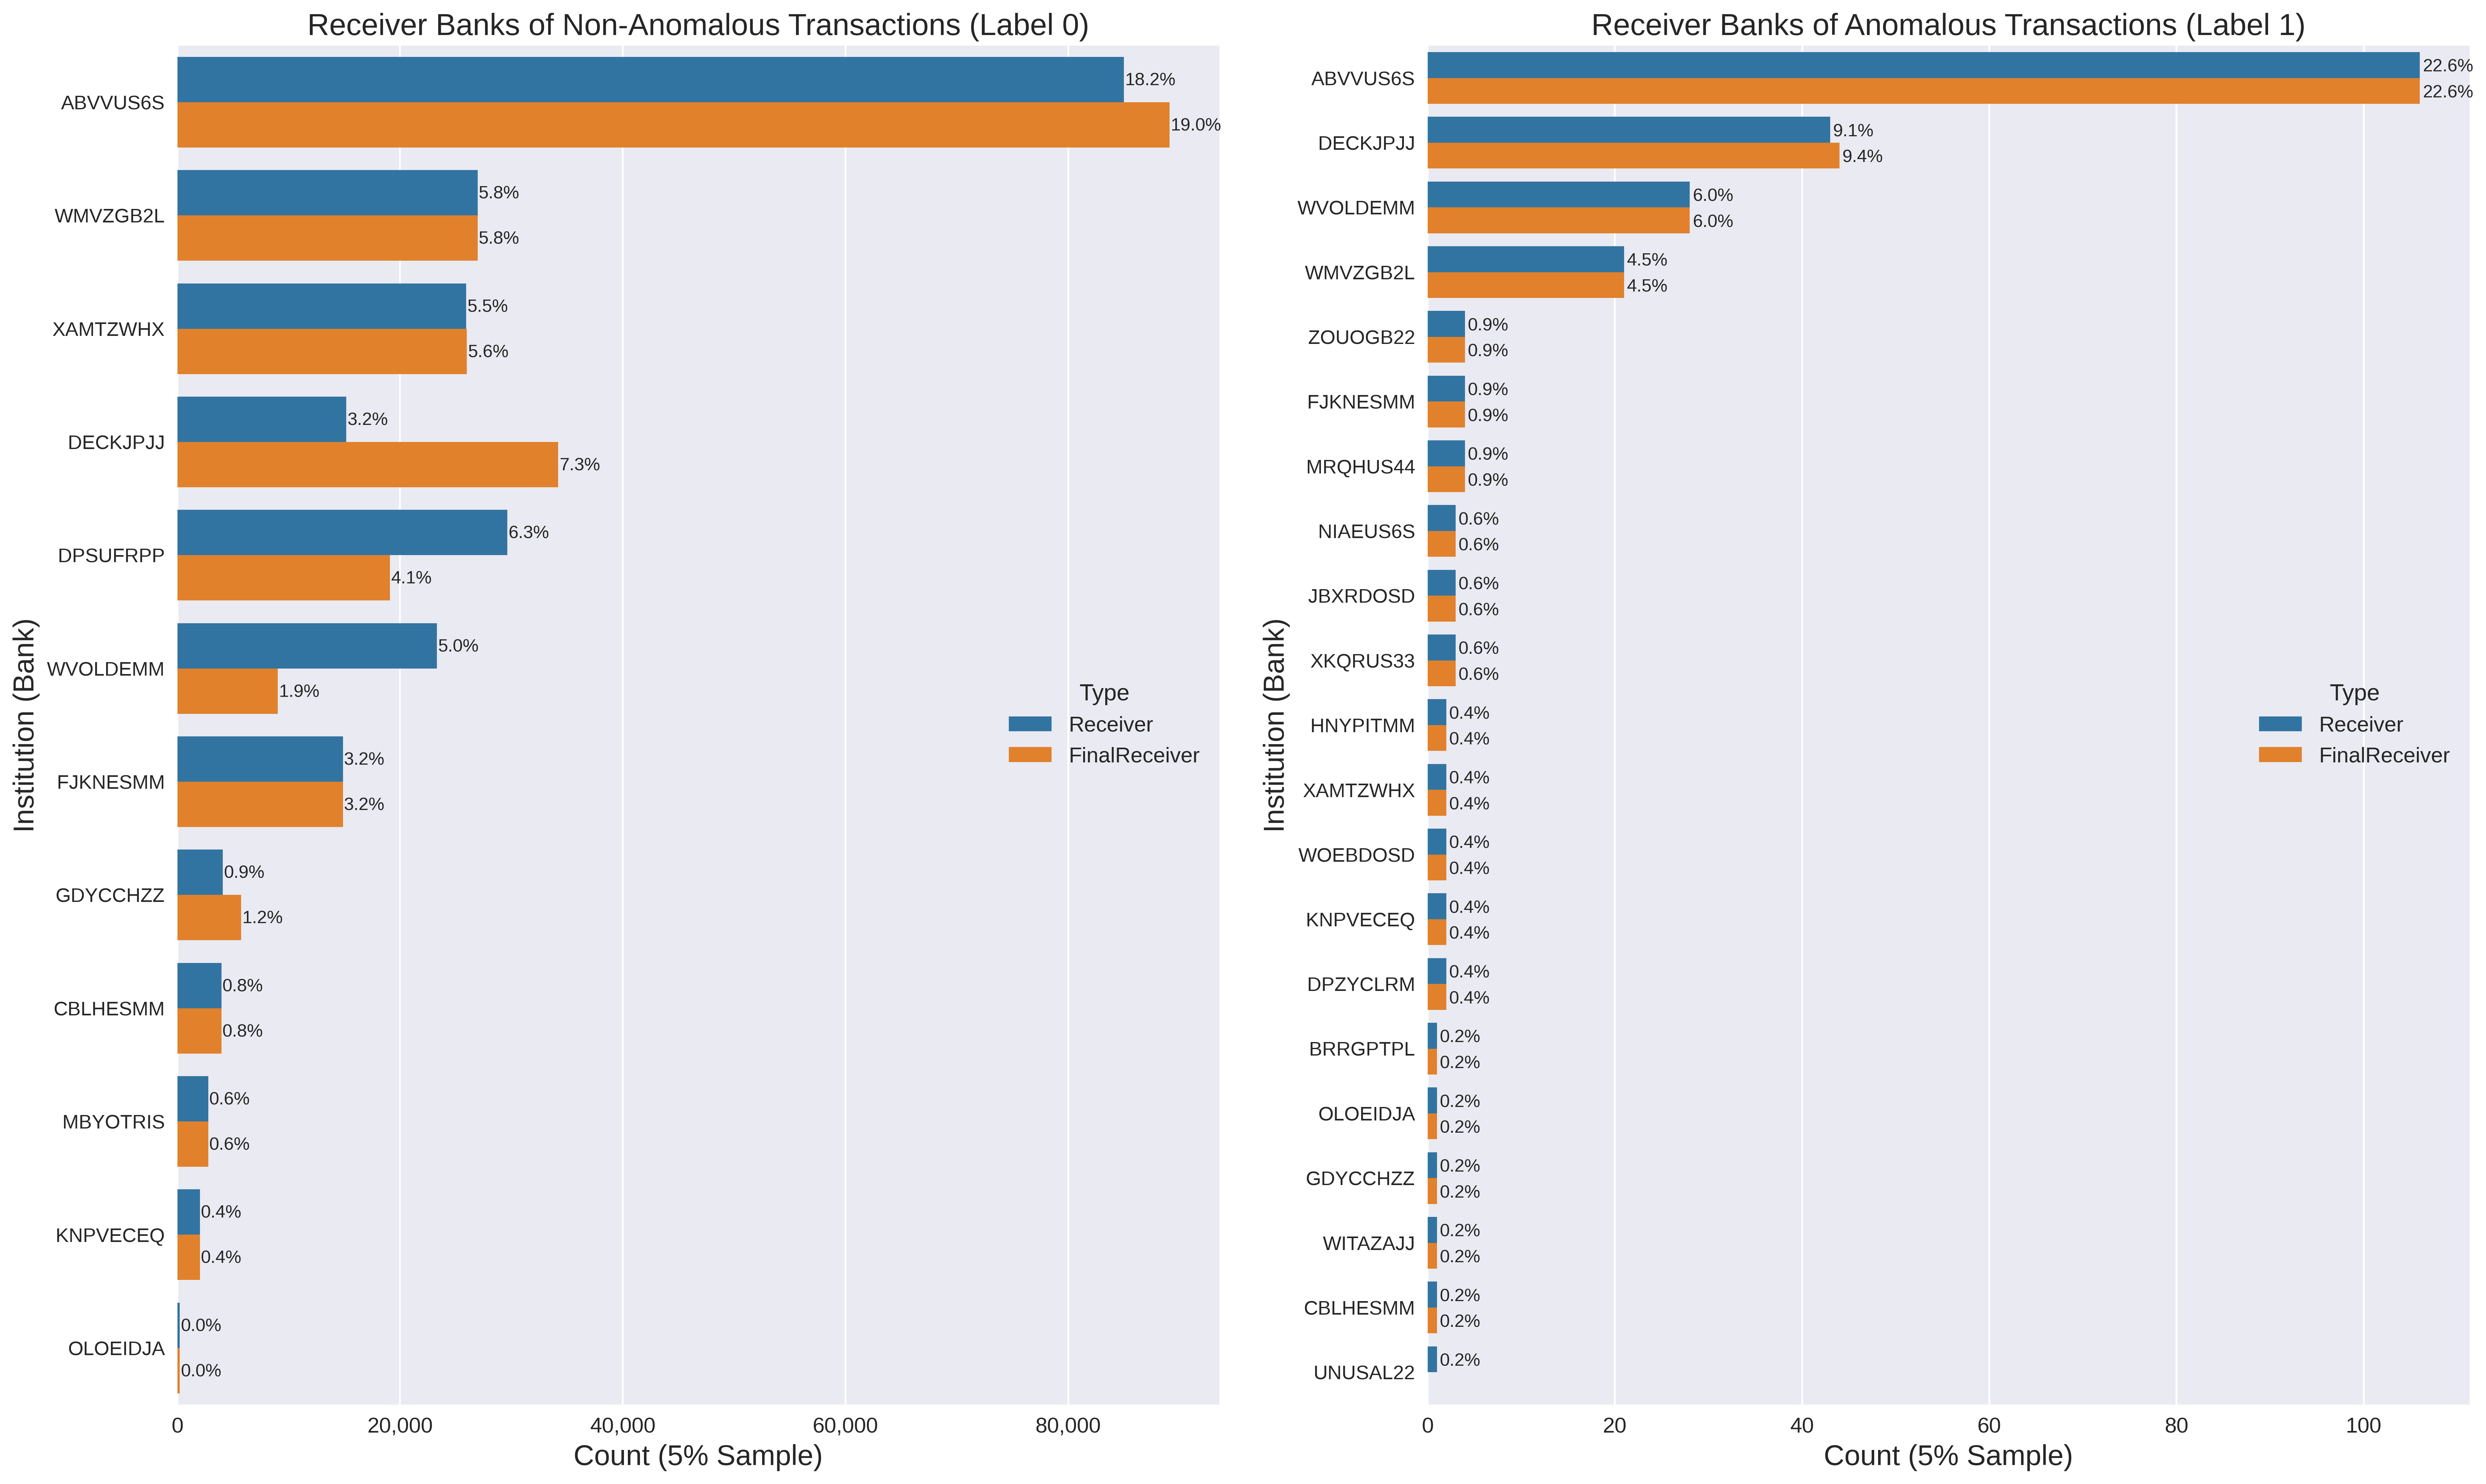 Receiver Banks of Non-Anomalous Transactions (Label 0)
Institution (Bank)
ABVVUS6S
18.2%
19.0%
WMVZGB2L
5.8%
5.8%
XAMTZWHX
5.5%
5.6%
DECKJPJJ
3.2%
7.3%
DPSUFRPP
6.3%
4.1%
WVOLDEMM
5.0%
1.9%
FJKNESMM
3.2%
3.2%
GDYCCHZZ
0.9%
1.2%
CBLHESMM
0.8%
0.8%
MBYOTRIS
0.6%
0.6%
KNPVECEQ
0.4%
0.4%
OLOEIDJA
0.0%
0.0%
Type
Receiver
FinalReceiver
0 20,000 40,000 60,000 80,000
Count (5% Sample)
Receiver Banks of Anomalous Transactions (Label 1)
Institution (Bank)
ABVVUS6S
22.6%
22.6%
DECKJPJJ
9.1%
9.4%
WVOLDEMM
6.0%
6.0%
WMVZGB2L
4.5%
4.5%
ZOUOGB22
0.9%
0.9%
FJKNESMM
0.9%
0.9%
MRQHUS44
0.9%
0.9%
NIAEUS6S
0.6%
0.6%
JBXRDOSD
0.6%
0.6%
XKQRUS33
0.6%
0.6%
HNYPITMM
0.4%
0.4%
XAMTZWHX
0.4%
0.4%
WOEBDOSD
0.4%
0.4%
KNPVECEQ
0.4%
0.4%
DPZYCLRM
0.4%
0.4%
BRRGPTPL
0.2%
0.2%
OLOEIDJA
0.2%
0.2%
GDYCCHZZ
0.2%
0.2%
WITAZAJJ
0.2%
0.2%
CBLHESMM
0.2%
0.2%
UNUSAL22
0.2%
Type
Receiver
FinalReceiver
0 20 40 60 80 100
Count (5% Sample)